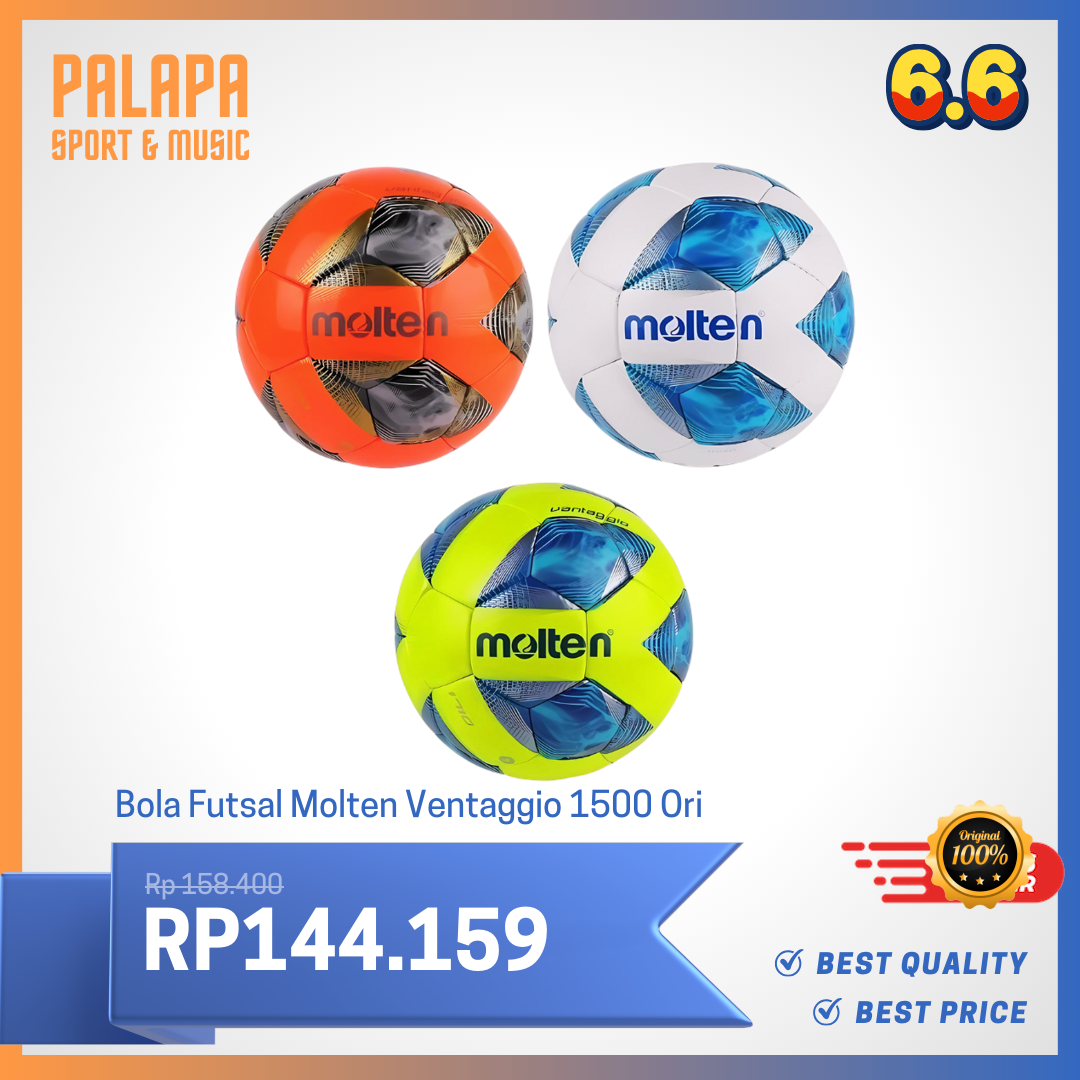 PALAPA
SPORT & MUSIC
6.6
vantag
molten
molten
vantaggio
molten
Bola Futsal Molten Ventaggio 1500 Ori
Rp 158.400
RP144.159
Original
100%
BEST QUALITY
BEST PRICE